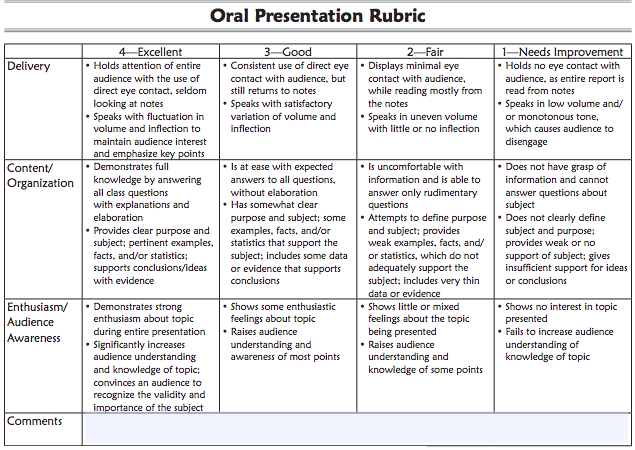 Oral Presentation Rubric
4—Excellent
3—Good
2—Fair
1—Needs Improvement
Delivery
• Holds attention of entire
audience with the use of
direct eye contact, seldom
looking at notes
• Speaks with fluctuation in
volume and inflection to
maintain audience interest
and emphasize key points
• Consistent use of direct eye
contact with audience, but
still returns to notes
• Speaks with satisfactory
variation of volume and
inflection
• Displays minimal eye
contact with audience,
while reading mostly from
the notes
• Speaks in uneven volume
with little or no inflection
• Holds no eye contact with
audience, as entire report is
read from notes
• Speaks in low volume and/
or monotonous tone,
which causes audience to
disengage
Content/
Organization
• Demonstrates full
knowledge by answering
all class questions
with explanations and
elaboration
• Provides clear purpose and
subject; pertinent examples,
facts, and/or statistics;
supports conclusions/ideas
with evidence
• Is at ease with expected
answers to all questions,
without elaboration
• Has somewhat clear
purpose and subject; some
examples, facts, and/or
statistics that support the
subject; includes some data
or evidence that supports
conclusions
• Is uncomfortable with
information and is able to
answer only rudimentary
questions
• Attempts to define purpose
and subject; provides
weak examples, facts, and/
or statistics, which do not
adequately support the
subject; includes very thin
data or evidence
• Does not have grasp of
information and cannot
answer questions about
subject
• Does not clearly define
subject and purpose;
provides weak or no
support of subject; gives
insufficient support for ideas
or conclusions
Enthusiasm/
Audience
Awareness
• Demonstrates strong
enthusiasm about topic
during entire presentation
• Significantly increases
audience understanding
and knowledge of topic;
convinces an audience to
recognize the validity and
importance of the subject
• Shows some enthusiastic
feelings about topic
• Raises audience
understanding and
awareness of most points
• Shows little or mixed
feelings about the topic
being presented
• Raises audience
understanding and
knowledge of some points
• Shows no interest in topic
presented
• Fails to increase audience
understanding of
knowledge of topic
Comments